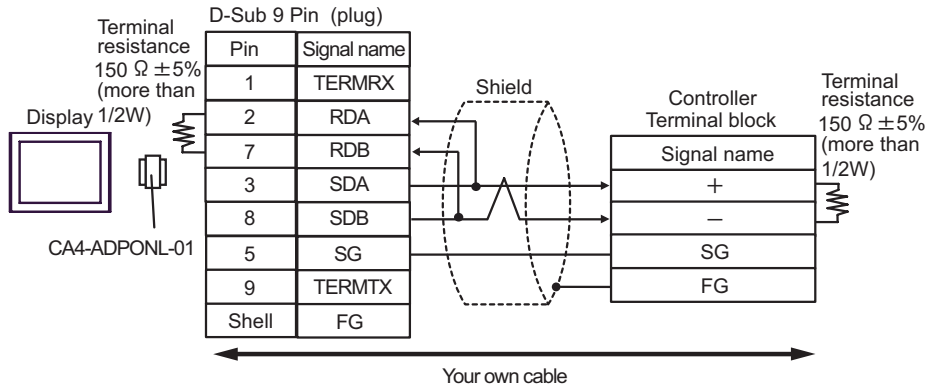 D-Sub 9 Pin (plug)
Terminal
resistance
150 Ω ±5%
(more than
1/2W)
Display
CA4-ADPONL-01
Pin Signal name
1 TERMRX
2 RDA
7 RDB
3 SDA
8 SDB
5 SG
9 TERMTX
Shell FG
Shield
Controller
Terminal block
Signal name
+
−
SG
FG
Terminal
resistance
150 Ω ±5%
(more than
1/2W)
Your own cable